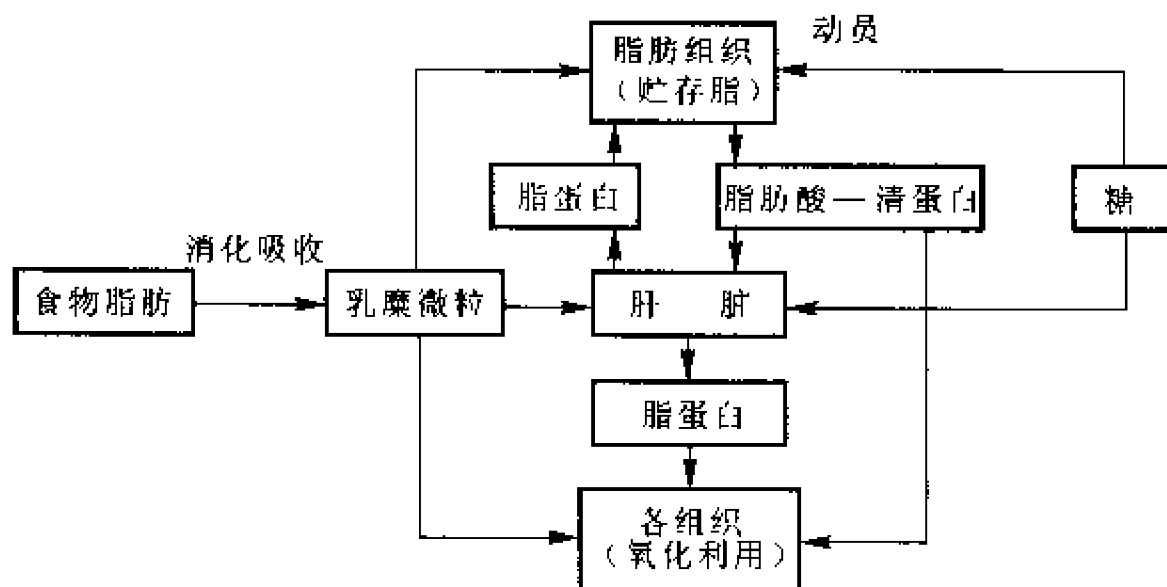 动员
脂肪组织
（贮存脂）
脂蛋白
脂肪酸—清蛋白
糖
消化吸收
食物脂肪
乳糜微粒
肝脏
脂蛋白
各组织
（氧化利用）